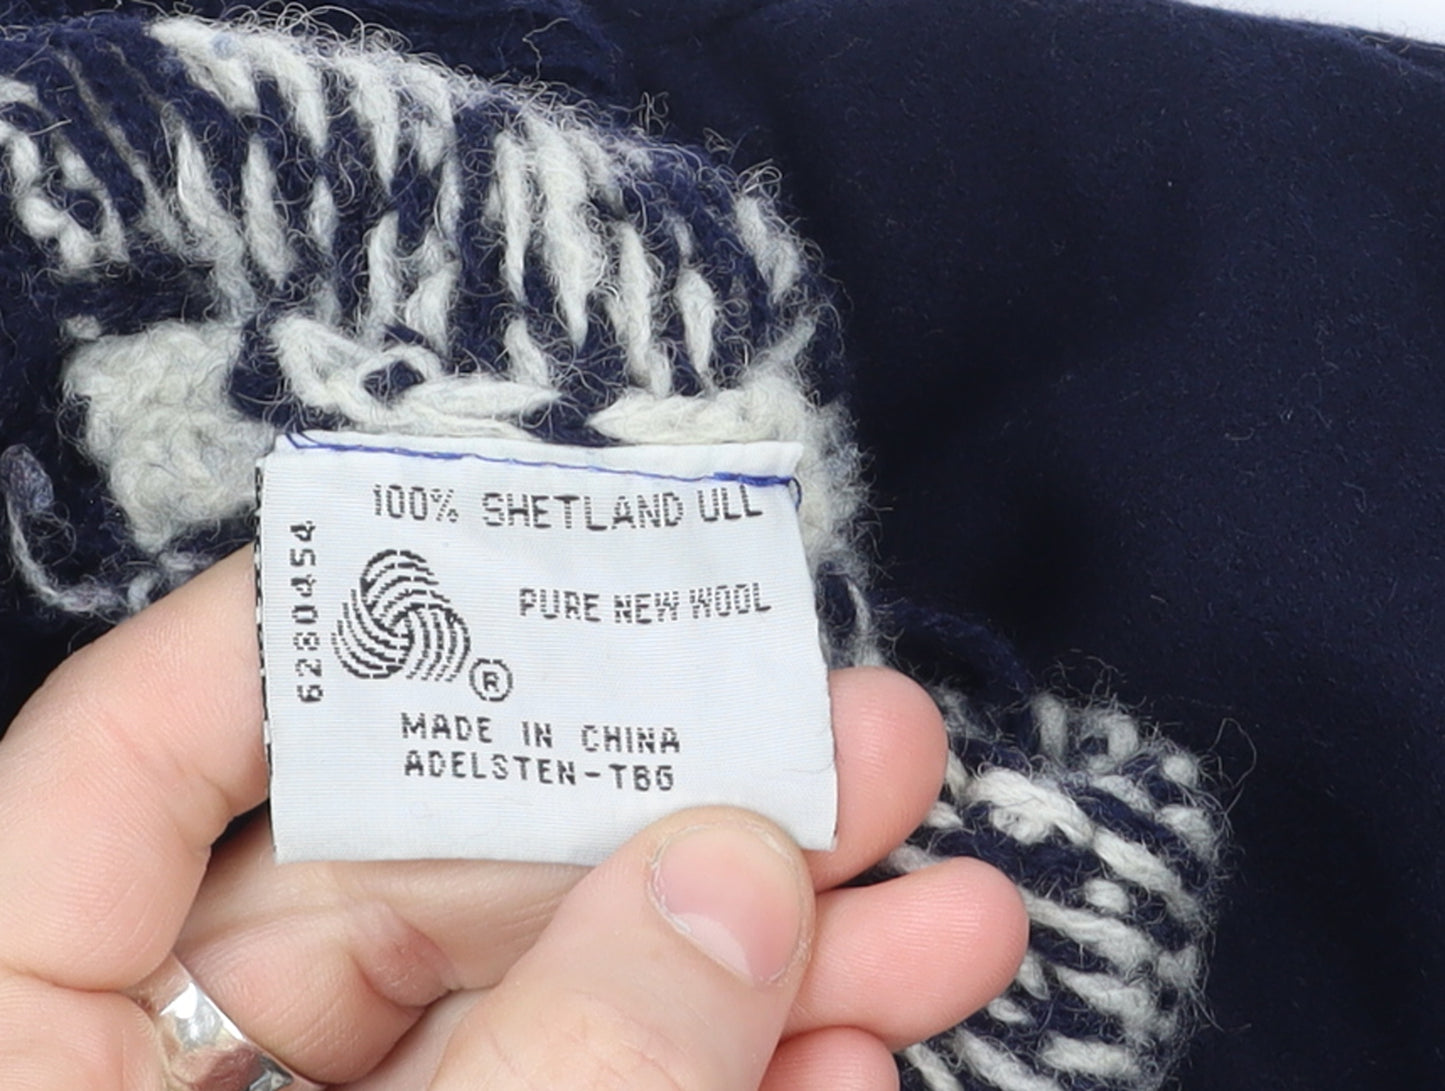 100% SHETLAND ULL
PURE NEW WOOL
6280454
®
MADE IN CHINA
ADELSTEN-TBG